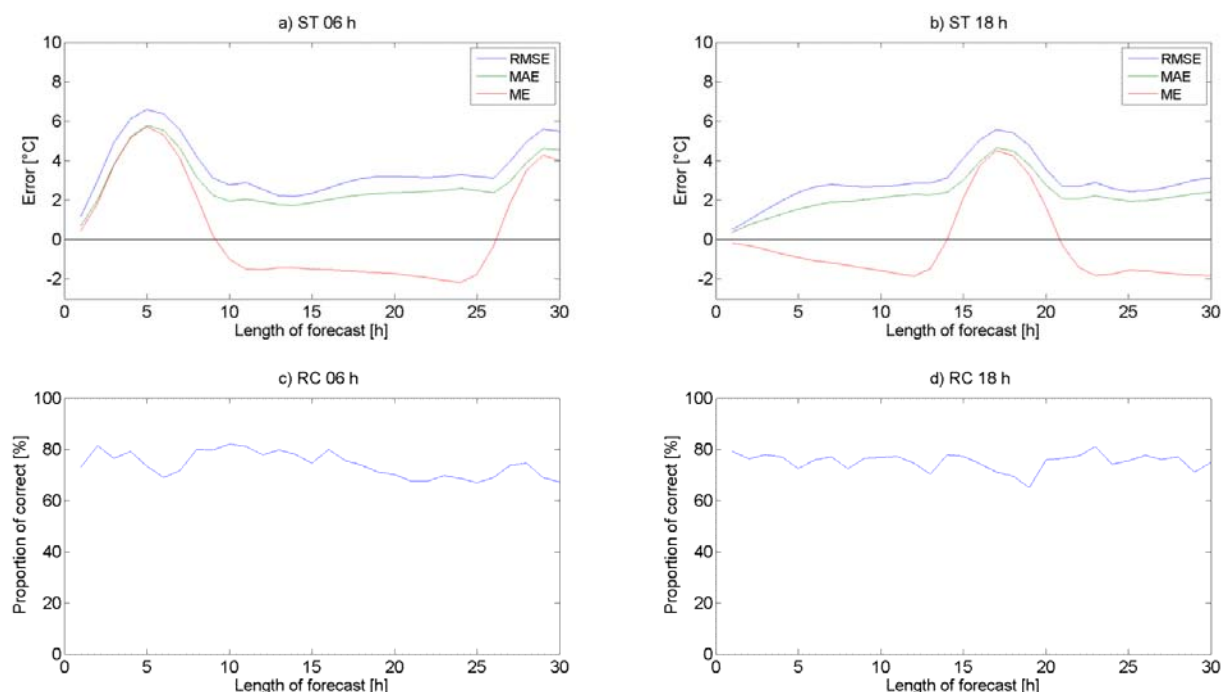 a) ST 06 h
10
8
6
4
2
0
-2
Error [°C]
0 5 10 15 20 25 30
Length of forecast [h]
RMSE
MAE
ME
b) ST 18 h
10
8
6
4
2
0
-2
Error [°C]
0 5 10 15 20 25 30
Length of forecast [h]
RMSE
MAE
ME
c) RC 06 h
100
80
60
40
20
0
Proportion of correct [%]
0 5 10 15 20 25 30
Length of forecast [h]
d) RC 18 h
100
80
60
40
20
0
Proportion of correct [%]
0 5 10 15 20 25 30
Length of forecast [h]